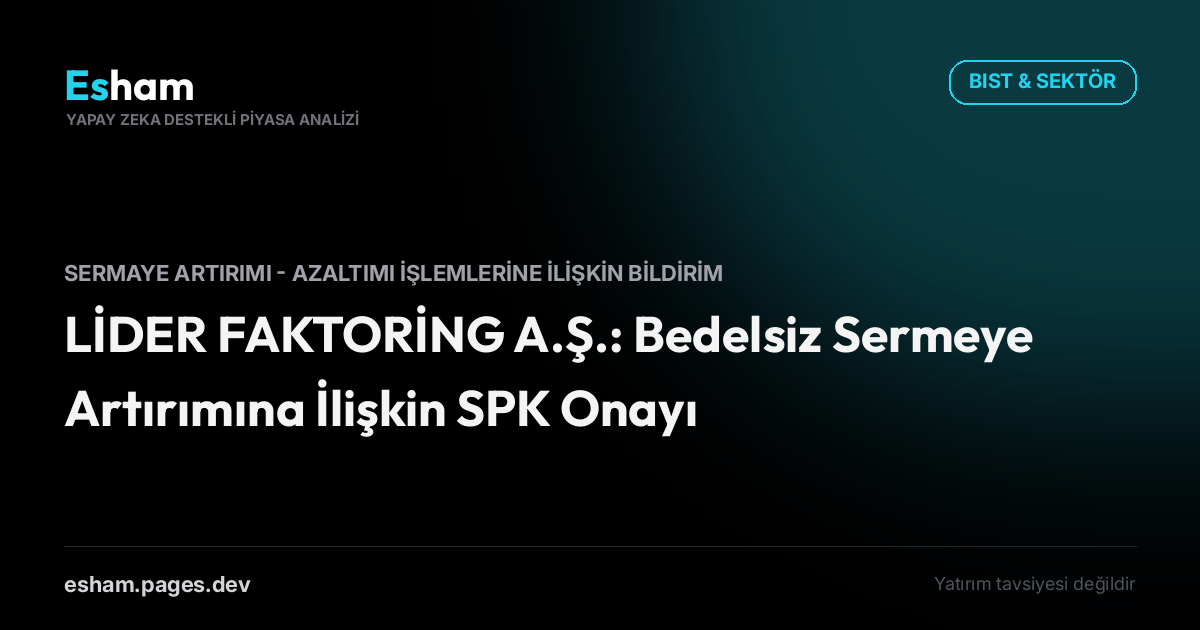 Esham
YAPAY ZEKA DESTEKLİ PİYASA ANALİZİ
BIST & SEKTÖR
SERMAYE ARTIRIMI - AZALTIMI İŞLEMLERİNE İLİŞKİN BİLDİRİM
LİDER FAKTORİNG A.Ş.: Bedelsiz Sermeye
Artırımına İlişkin SPK Onayı
esham.pages.dev
Yatırım tavsiyesi değildir